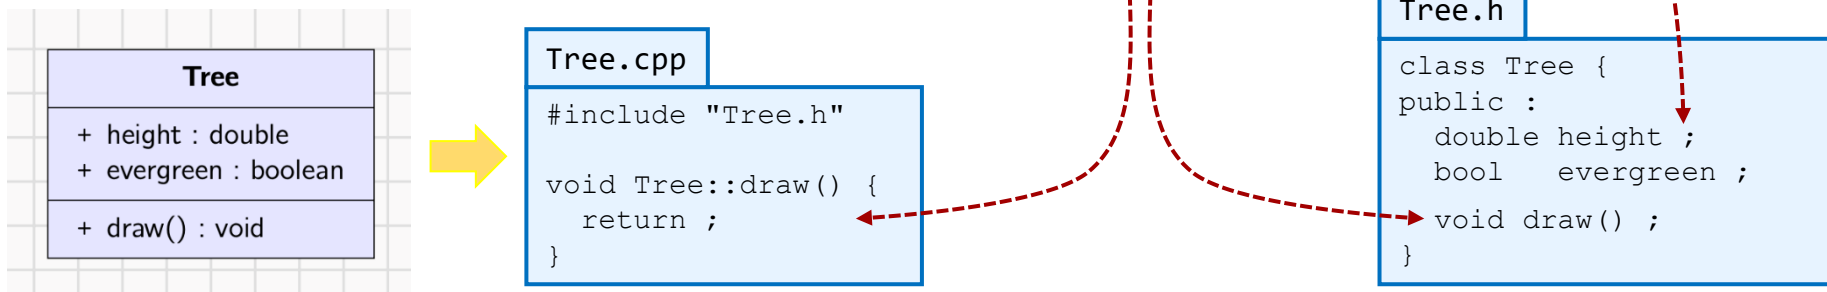 Tree
+ height : double
+ evergreen : boolean
+ draw() : void
Tree.cpp
#include "Tree.h"
void Tree::draw() {
  return ;
}
Tree.h
class Tree {
public :
  double height ;
  bool   evergreen ;
  void draw() ;
}